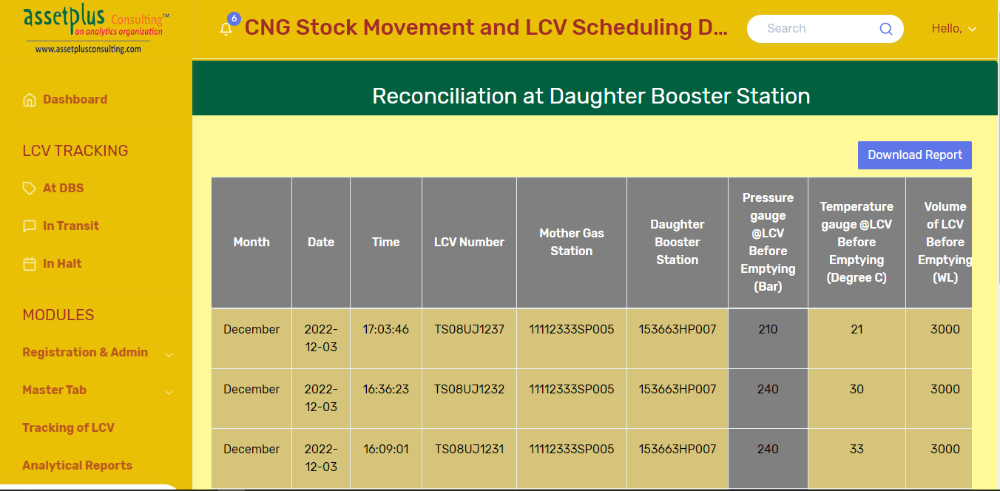 assetplus Consulting™
an analytics organization
www.assetplusconsulting.com
6
CNG Stock Movement and LCV Scheduling D...
Search
Hello,
Dashboard
LCV TRACKING
At DBS
In Transit
In Halt
MODULES
Registration & Admin
Master Tab
Tracking of LCV
Analytical Reports
Reconciliation at Daughter Booster Station
Download Report
Month
Date
Time
LCV Number
Mother Gas
Station
Daughter
Booster
Station
Pressure
gauge
@LCV
Before
Emptying
(Bar)
Temperature
gauge @LCV
Before
Emptying
(Degree C)
Volume
of LCV
Before
Emptying
(WL)
December 2022- 17:03:46 TS08UJ1237 11112333SP005 153663HP007 210 21 3000
12-03
December 2022- 16:36:23 TS08UJ1232 11112333SP005 153663HP007 240 30 3000
12-03
December 2022- 16:09:01 TS08UJ1231 11112333SP005 153663HP007 240 33 3000
12-03